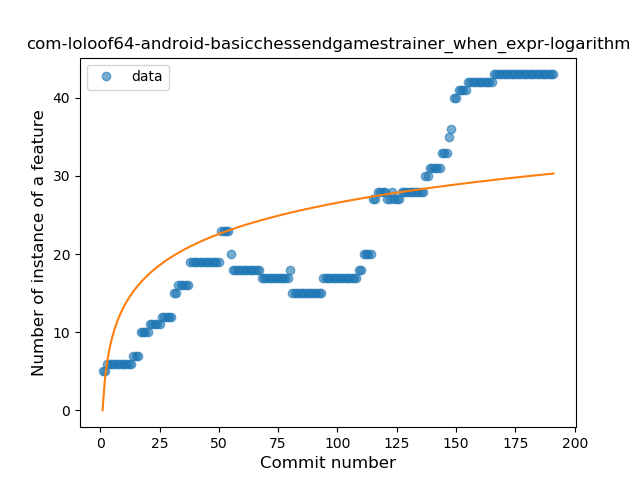 com-loloof64-android-basicchessendgamestrainer_when_expr-logarithm
data
Number of instance of a feature
40
30
20
10
0
0 25 50 75 100 125 150 175 200
Commit number